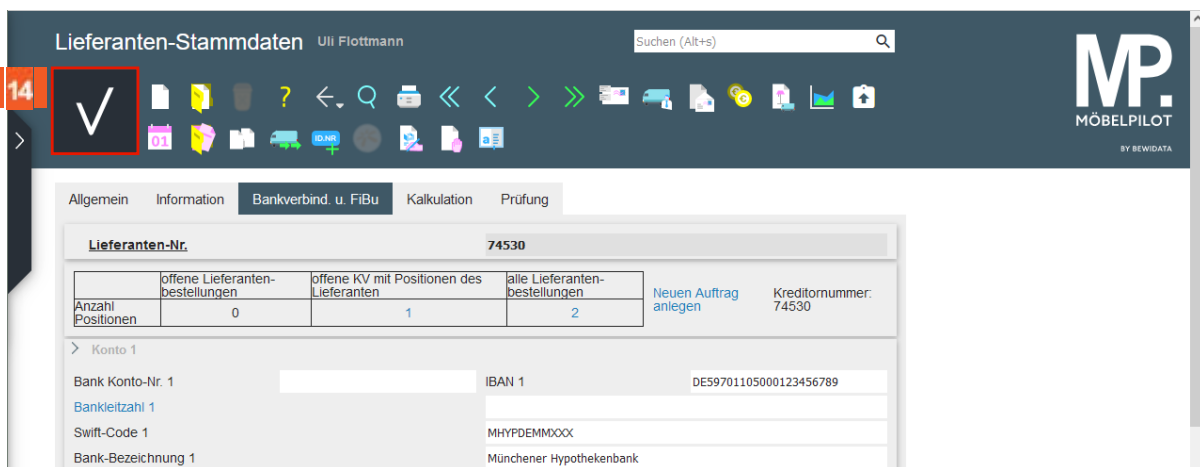 Lieferanten-Stammdaten Uli Flottmann
Suchen (Alt+s)
MP.
MÖBELPILOT
BY BEWIDATA
14
?
01
ID.NR
a
Allgemein Information Bankverbind. u. FiBu Kalkulation Prüfung
Lieferanten-Nr. 74530
offene Lieferanten-
bestellungen
offene KV mit Positionen des
Lieferanten
alle Lieferanten-
bestellungen
Anzahl
Positionen
0 1 2
Neuen Auftrag
anlegen
Kreditornummer:
74530
Konto 1
Bank Konto-Nr. 1 IBAN 1 DE59701105000123456789
Bankleitzahl 1
Swift-Code 1 MHYPDEMMXXX
Bank-Bezeichnung 1 Münchener Hypothekenbank